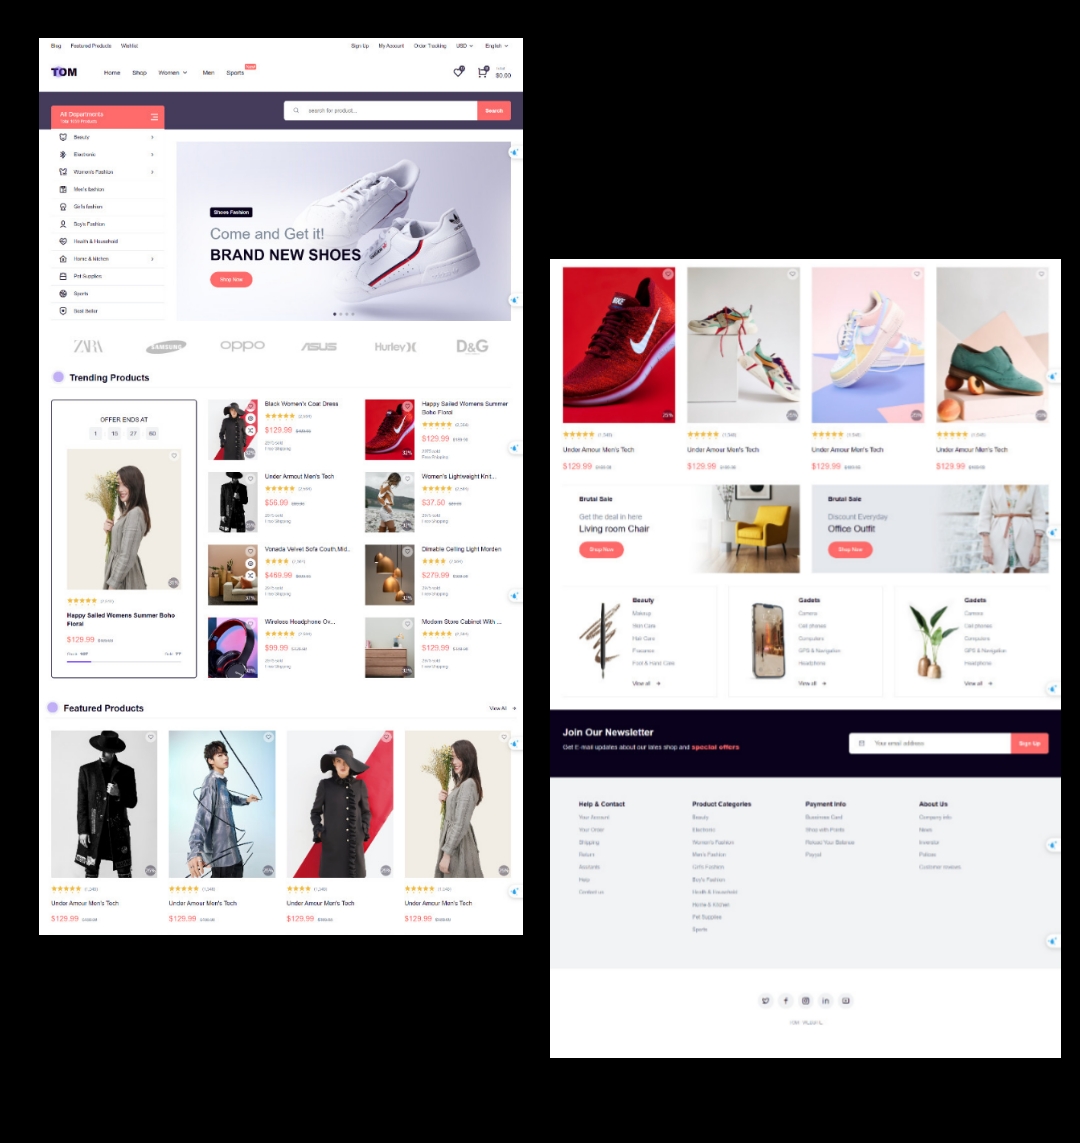 Blog Featured Products Wishlist
Sign Up My Account Order Tracking USD English
TOM
Home Shop Women Men Sports
$0.00
All Departments
search for product...
Search
Beauty
Electronic
Women's Fashion
Men's fashion
Girl's fashion
Boy's Fashion
Health & Household
Home & Kitchen
Pet Supplies
Sports
Best Seller
Shoes Fashion
Come and Get it!
BRAND NEW SHOES
Shop Now
ZARA SAMSUNG oppo ASUS Hurley D&G
Trending Products
OFFER ENDS AT
1 15 27 60
Happy Sailed Womens Summer Boho
Floral
$129.99
Black Women's Coat Dress
$129.99
Under Armour Men's Tech
$56.99
Vonada Velvet Sofa Couth,Mid..
$469.99
Wireless Headphone Ov...
$99.99
Happy Sailed Womens Summer
Boho Floral
$129.99
Women's Lightweight Knit...
$37.50
Dimable Ceiling Light Morden
$279.99
Modern Store Cabinet With ...
$129.99
Featured Products
View All
Under Amour Men's Tech
$129.99
Under Amour Men's Tech
$129.99
Under Amour Men's Tech
$129.99
Under Amour Men's Tech
$129.99
NIKE
25%
Under Amour Men's Tech
$129.99
Under Amour Men's Tech
$129.99
Under Amour Men's Tech
$129.99
Under Amour Men's Tech
$129.99
Brutal Sale
Get the deal in here
Living room Chair
Shop Now
Brutal Sale
Discount Everyday
Office Outfit
Shop Now
Beauty
Makeup
Skin Care
Hair Care
Foot & Hand Care
View all
Gadets
Camera
Cell phones
Computers
GPS & Navigation
Headphone
View all
Gadets
Camera
Cell phones
Computers
GPS & Navigation
Headphone
View all
Join Our Newsletter
Get E-mail updates about our lates shop and special offers
Your email address
Sign Up
Help & Contact
Your Account
Your Order
Shipping
Return
Help
Contact us
Product Categories
Beauty
Electronic
Women's Fashion
Men's Fashion
Girl's Fashion
Boy's Fashion
Health & Household
Home & Kitchen
Pet Supplies
Sports
Payment Info
Shop with Points
Reload Your Balance
Paypal
About Us
Company Info
News
Investor
Policies
Customer reviews